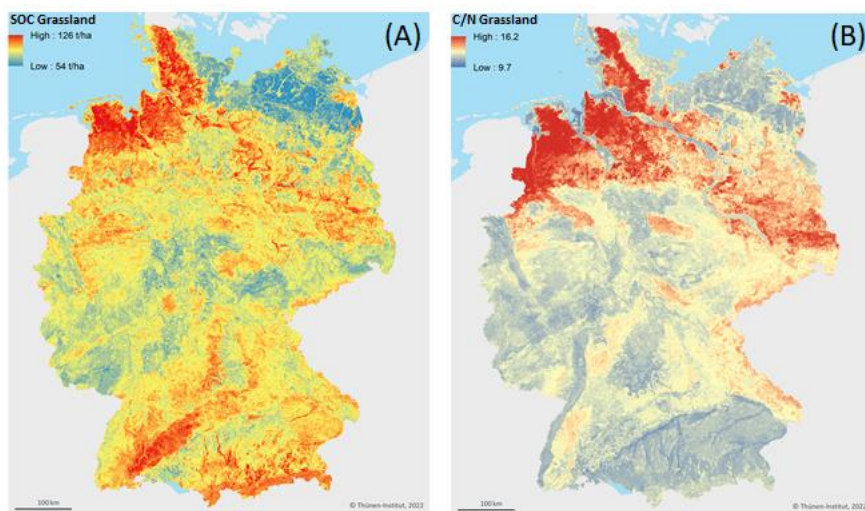 SOC Grassland
High : 126 t/ha
Low : 54 t/ha
(A)
100 km
© Thünen-Institut, 2022
C/N Grassland
High : 16.2
Low : 9.7
(B)
100 km
© Thünen-Institut, 2022